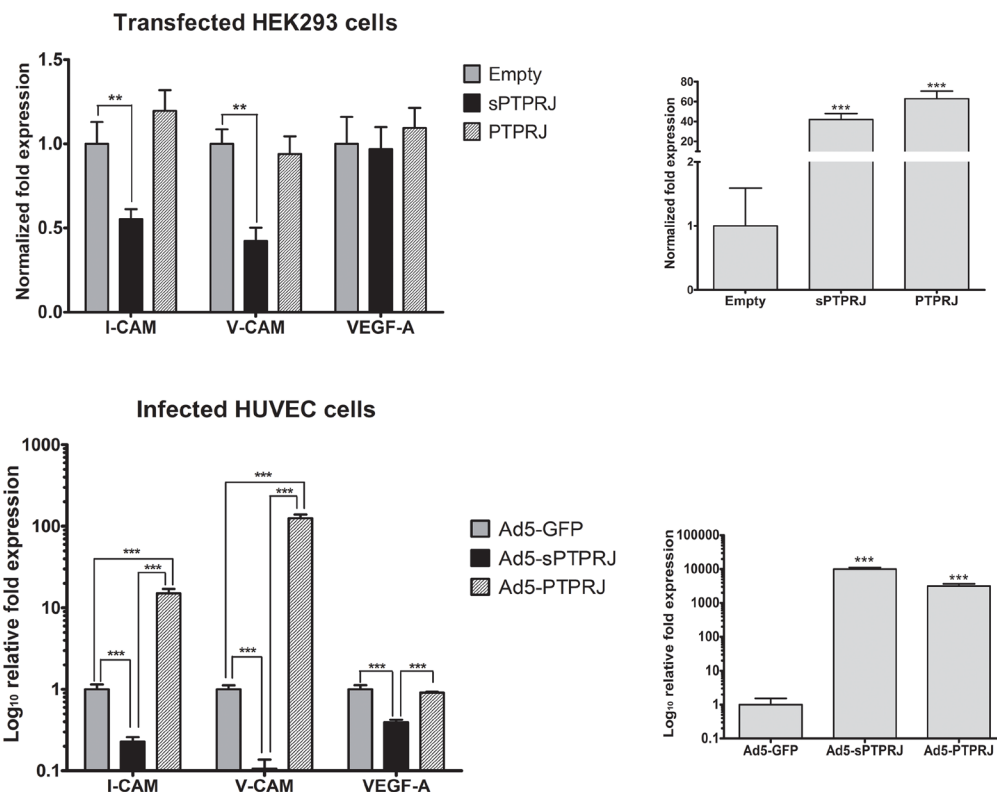 Transfected HEK293 cells
Normalized fold expression
1.5
1.0
0.5
0.0
**
**
I-CAM
V-CAM
VEGF-A
Empty
sPTPRJ
PTPRJ
Normalized fold expression
80
60
40
20
2
1
0
***
***
Empty
sPTPRJ
PTPRJ
Infected HUVEC cells
Log₁₀ relative fold expression
1000
100
10
1
0.1
***
***
***
***
***
***
***
***
I-CAM
V-CAM
VEGF-A
Ad5-GFP
Ad5-sPTPRJ
Ad5-PTPRJ
Log₁₀ relative fold expression
100000
10000
1000
100
10
1
0.1
***
***
Ad5-GFP
Ad5-sPTPRJ
Ad5-PTPRJ